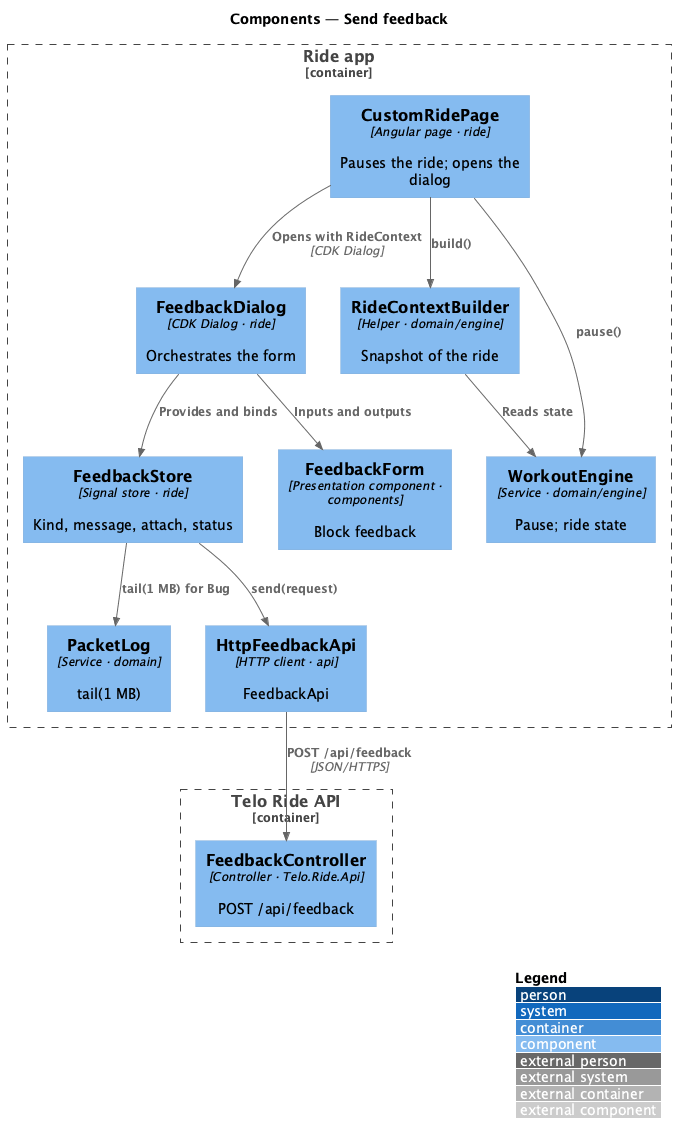 Components — Send feedback
Ride app
[container]
CustomRidePage
[Angular page · ride]
Pauses the ride; opens the
dialog
Opens with RideContext
[CDK Dialog]
build()
pause()
FeedbackDialog
[CDK Dialog · ride]
Orchestrates the form
RideContextBuilder
[Helper · domain/engine]
Snapshot of the ride
Provides and binds
Inputs and outputs
Reads state
FeedbackStore
[Signal store · ride]
Kind, message, attach, status
FeedbackForm
[Presentation component ·
components]
Block feedback
WorkoutEngine
[Service · domain/engine]
Pause; ride state
tail(1 MB) for Bug
send(request)
PacketLog
[Service · domain]
tail(1 MB)
HttpFeedbackApi
[HTTP client · api]
FeedbackApi
POST /api/feedback
[JSON/HTTPS]
Telo Ride API
[container]
FeedbackController
[Controller · Telo.Ride.Api]
POST /api/feedback
Legend
person
system
container
component
external person
external system
external container
external component